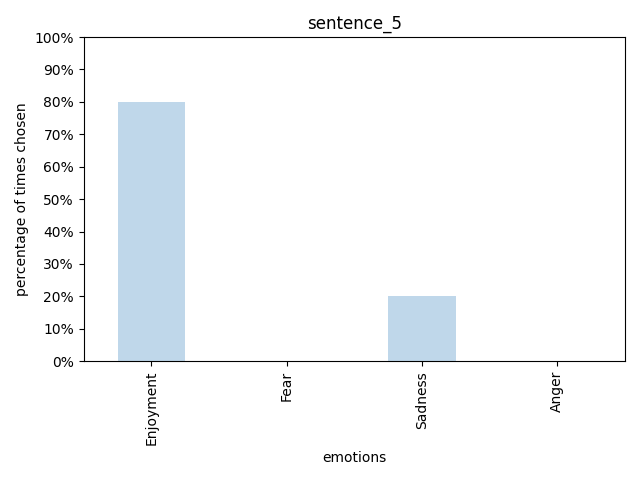 sentence_5
100%
90%
80%
70%
60%
50%
40%
30%
20%
10%
0%
percentage of times chosen
Enjoyment
Fear
Sadness
Anger
emotions